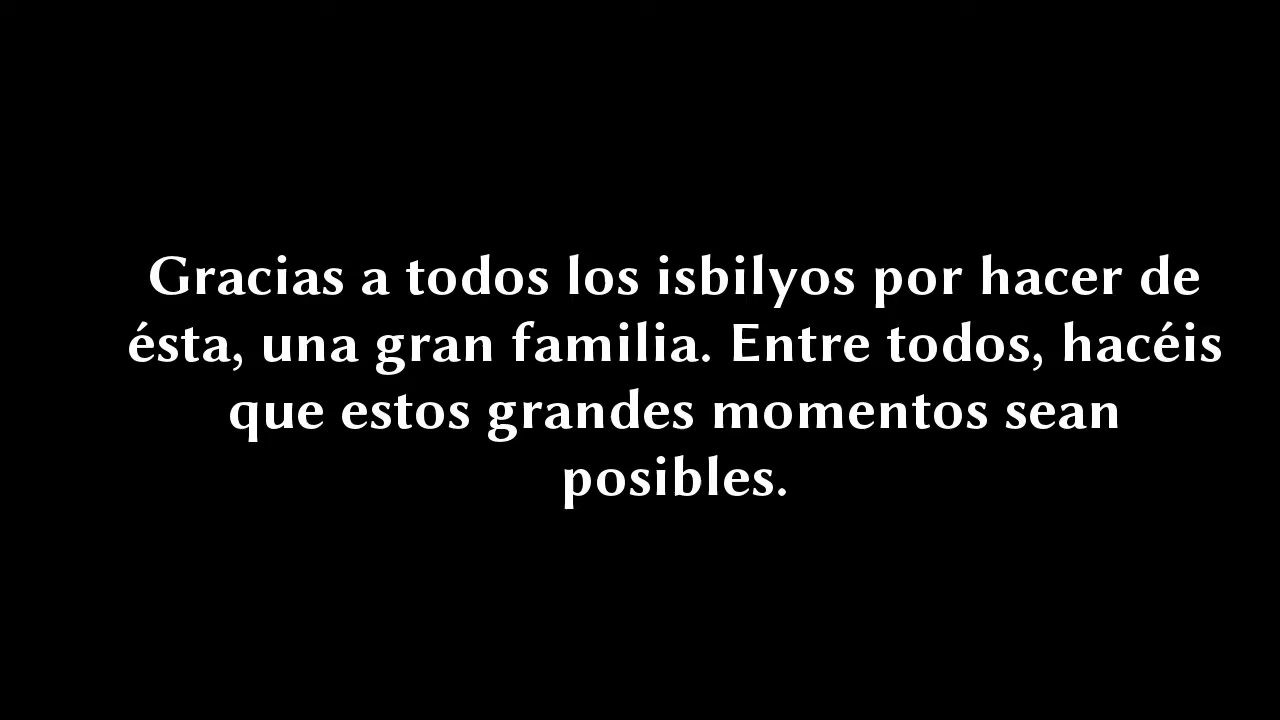 Gracias a todos los isbilyos por hacer de
ésta, una gran familia. Entre todos, hacéis
que estos grandes momentos sean
posibles.